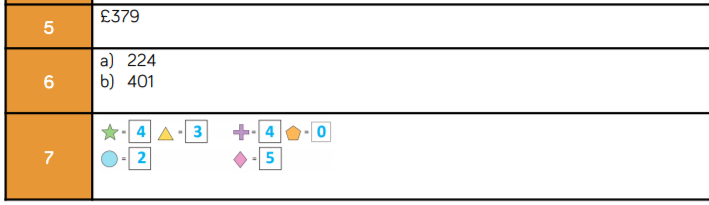 5
£379
6
a) 224
b) 401
7
= 4 = 3 = 4 = 0
= 2 = 5